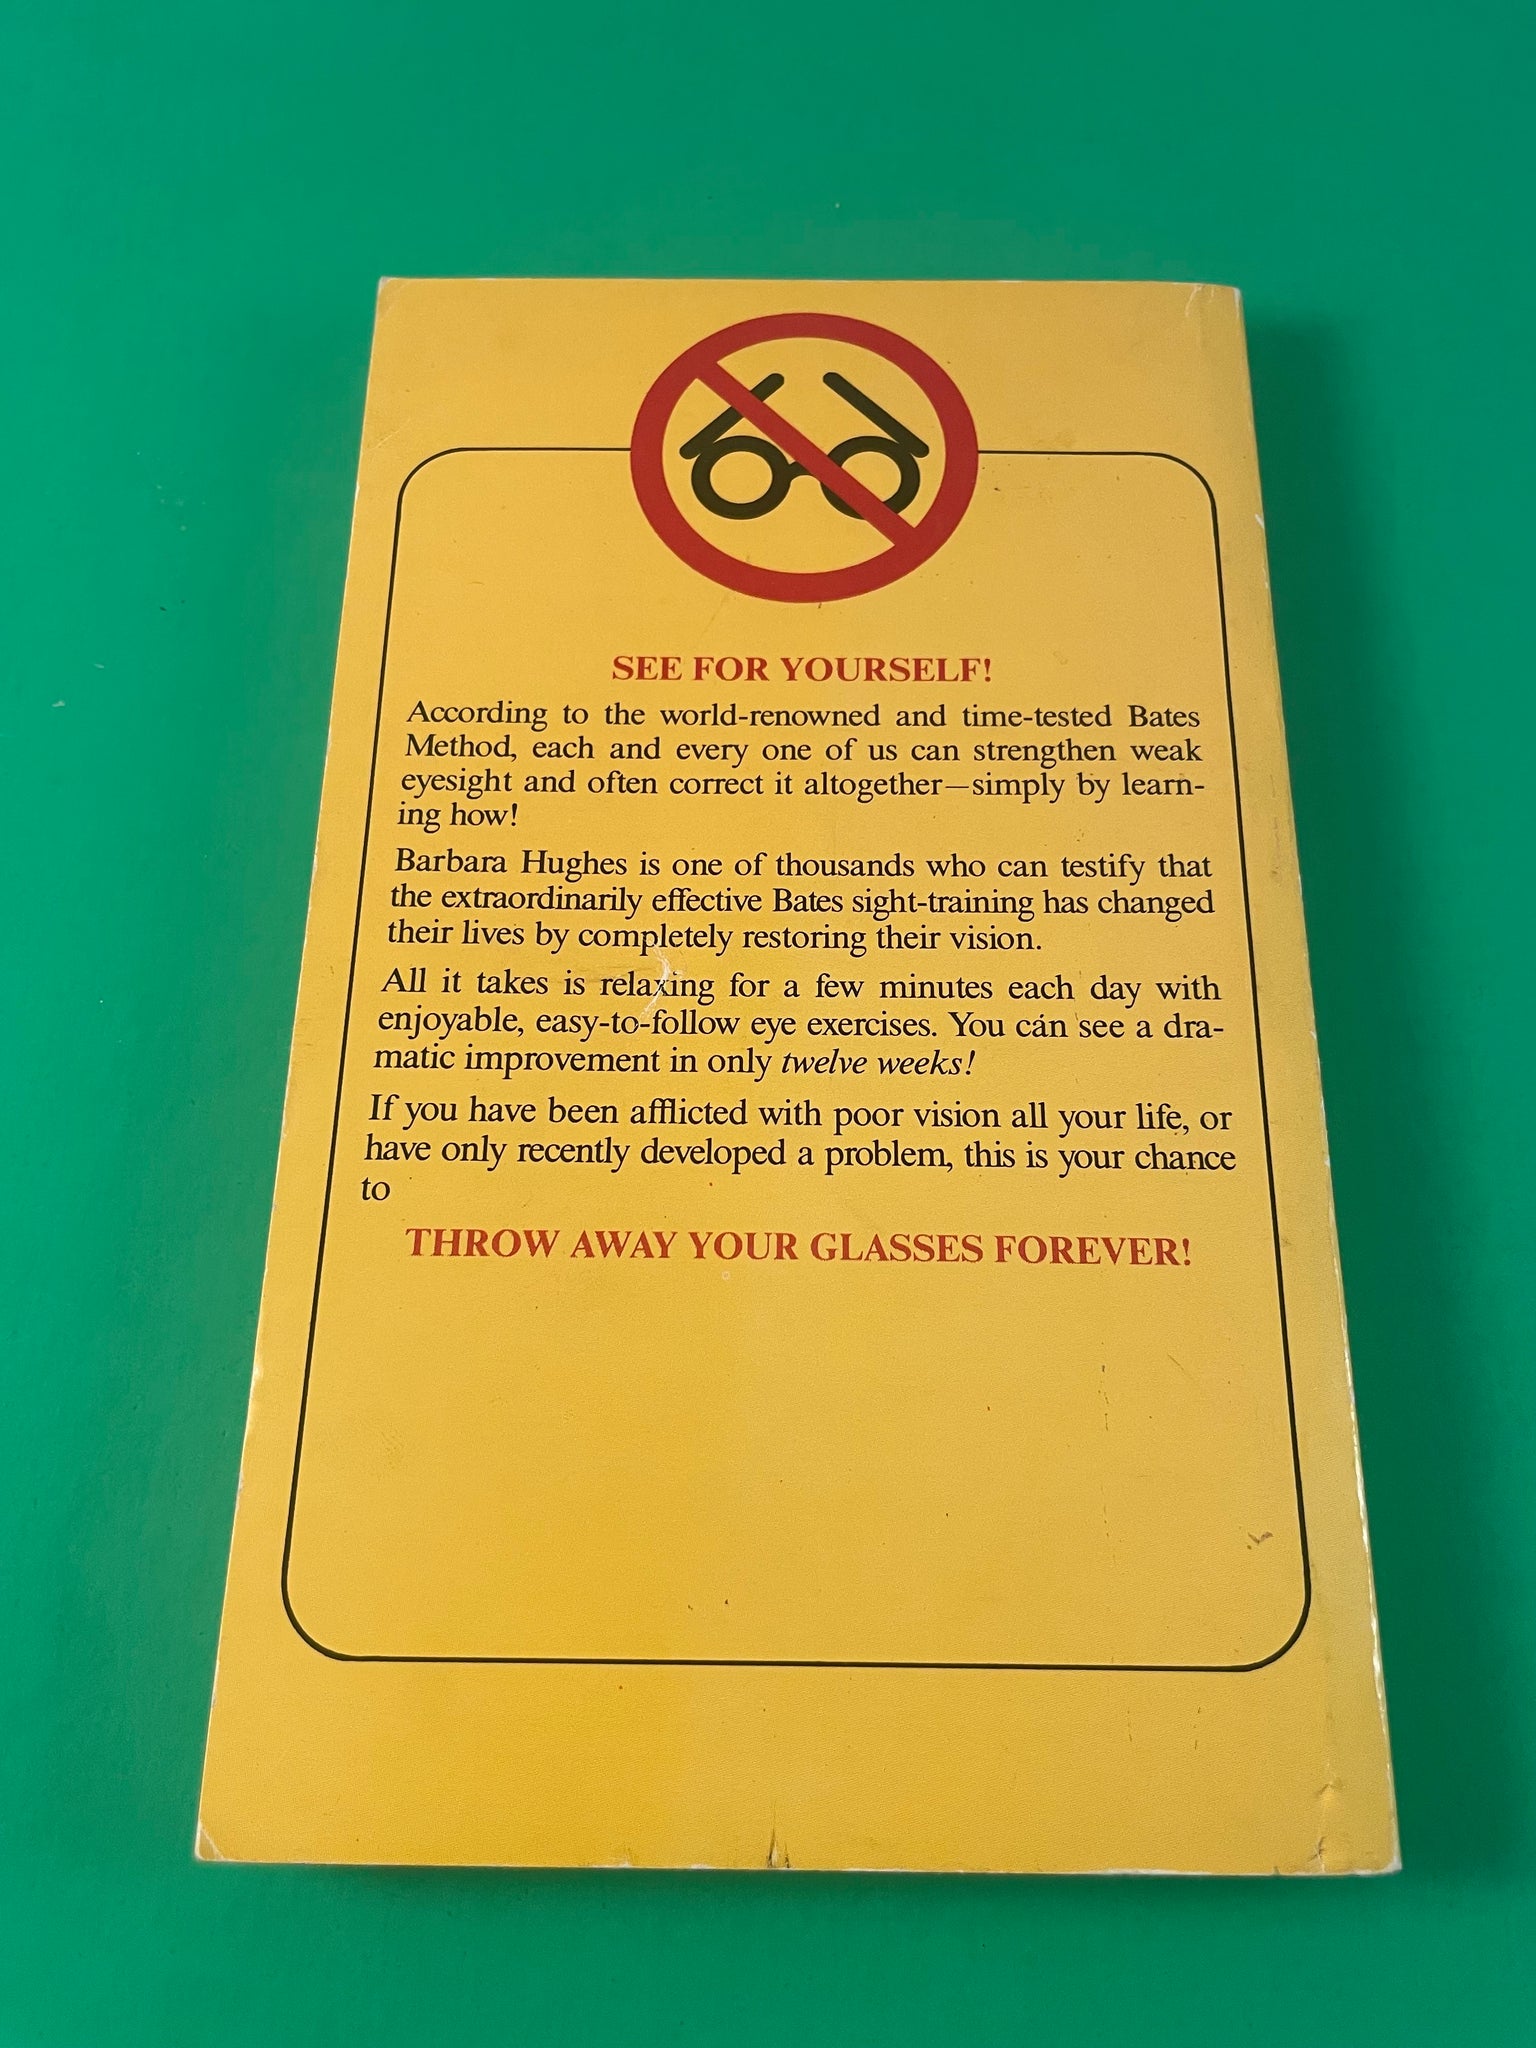 SEE FOR YOURSELF!
According to the world-renowned and time-tested Bates
Method, each and every one of us can strengthen weak
eyesight and often correct it altogether—simply by learn-
ing how!
Barbara Hughes is one of thousands who can testify that
the extraordinarily effective Bates sight-training has changed
their lives by completely restoring their vision.
All it takes is relaxing for a few minutes each day with
enjoyable, easy-to-follow eye exercises. You can see a dra-
matic improvement in only twelve weeks!
If you have been afflicted with poor vision all your life, or
have only recently developed a problem, this is your chance
to
THROW AWAY YOUR GLASSES FOREVER!